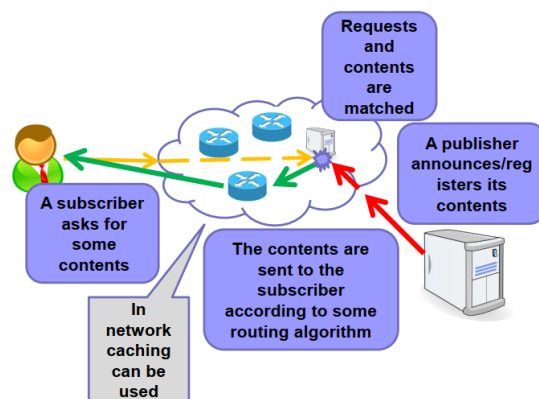 Requests
and
contents
are
matched
A publisher
announces/reg
isters its
contents
A subscriber
asks for
some
contents
The contents are
sent to the
subscriber
according to some
routing algorithm
In
network
caching
can be
used